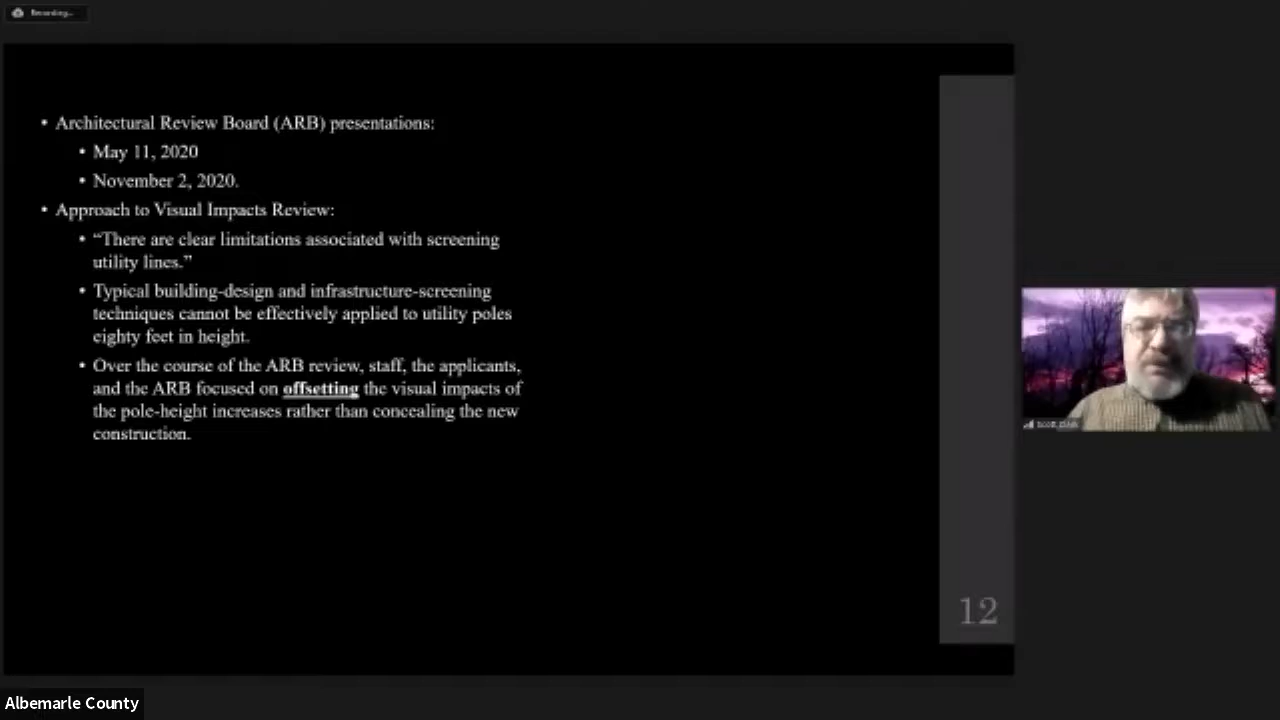 Recording...
• Architectural Review Board (ARB) presentations:
• May 11, 2020
• November 2, 2020.
• Approach to Visual Impacts Review:
• “There are clear limitations associated with screening
utility lines.”
• Typical building-design and infrastructure-screening
techniques cannot be effectively applied to utility poles
eighty feet in height.
• Over the course of the ARB review, staff, the applicants,
and the ARB focused on offsetting the visual impacts of
the pole-height increases rather than concealing the new
construction.
12
Albemarle County